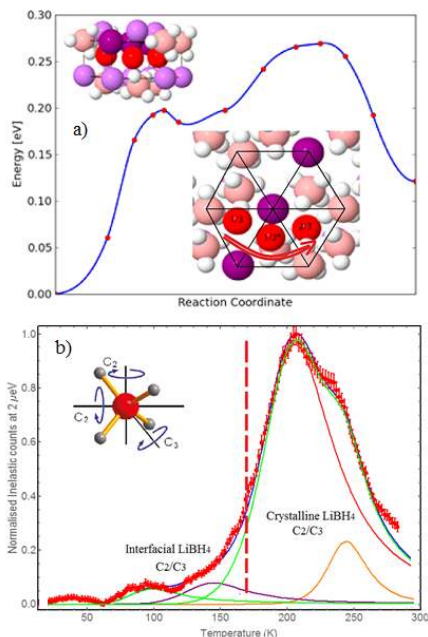 a)
Energy [eV]
0.30
0.25
0.20
0.15
0.10
0.05
0.00
Reaction Coordinate
b)
C2
C2
C3
Normalised Inelastic counts at 2 μeV
1.0
0.8
0.6
0.4
0.2
0.0
Interfacial LiBH4
C2/C3
Crystalline LiBH4
C2/C3
50
100
150
200
250
300
Temperature (K)